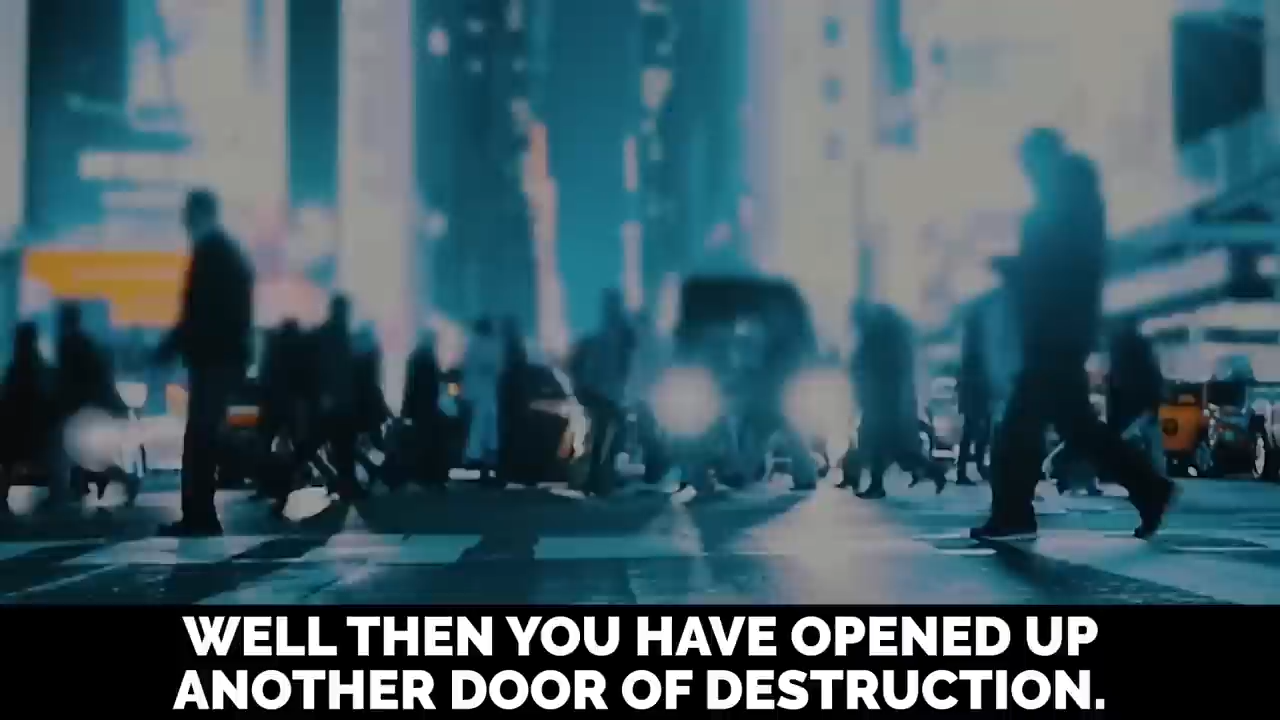 WELL THEN YOU HAVE OPENED UP
ANOTHER DOOR OF DESTRUCTION.